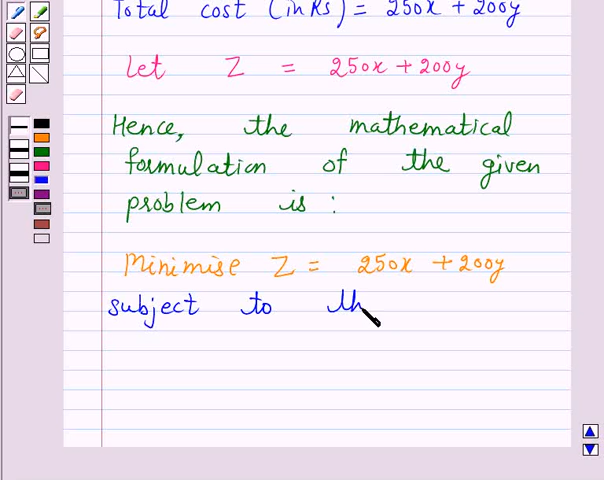 Total cost (in Rs) = 250x + 200y
Let Z = 250x + 200y
Hence, the mathematical
formulation of the given
problem is :
Minimise Z = 250x + 200y
subject to th